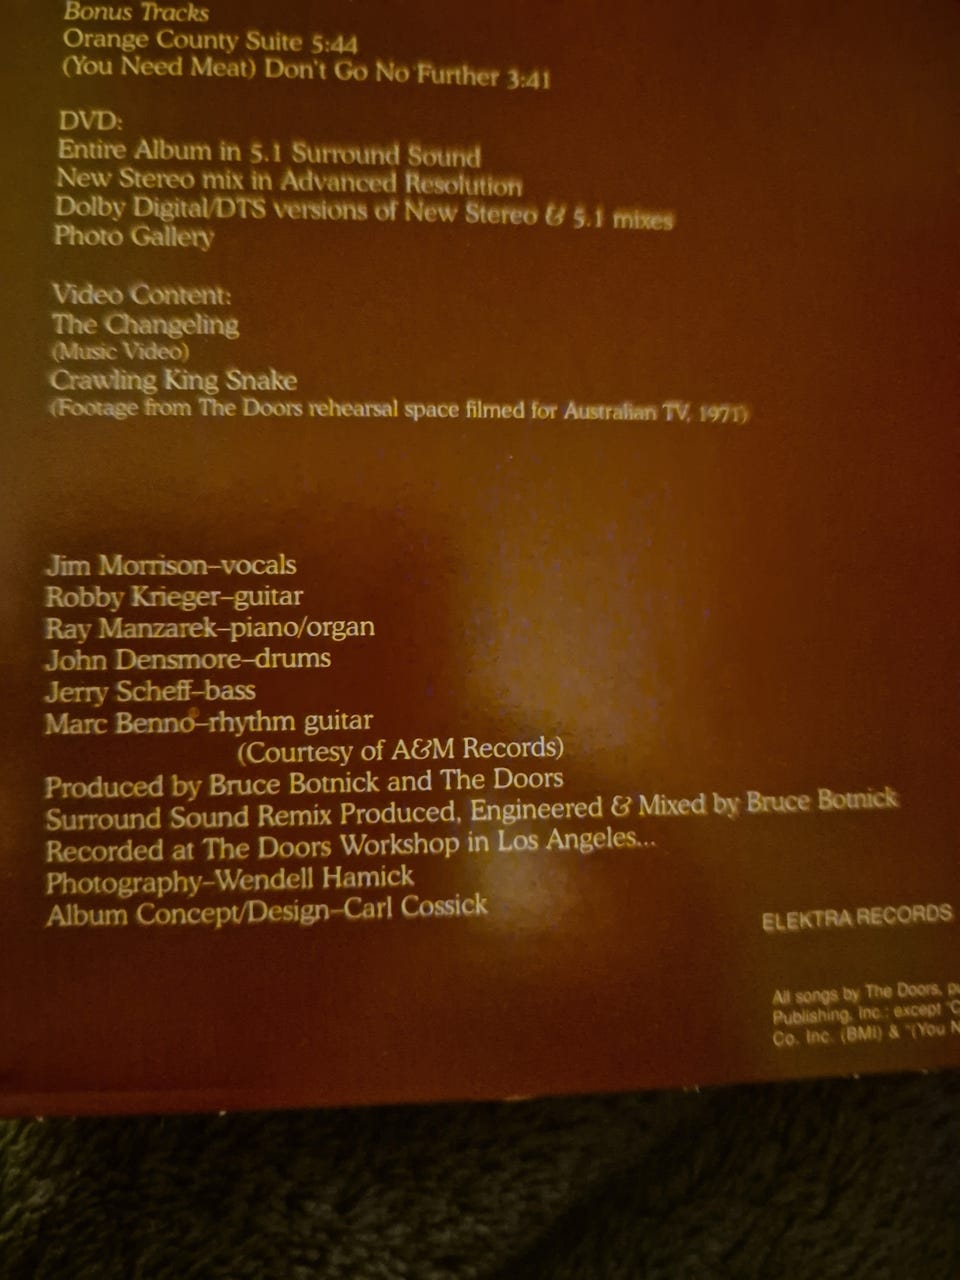 Bonus Tracks
Orange County Suite 5:44
(You Need Meat) Don't Go No Further 3:41
DVD:
Entire Album in 5.1 Surround Sound
New Stereo mix in Advanced Resolution
Dolby Digital/DTS versions of New Stereo & 5.1 mixes
Photo Gallery
Video Content:
The Changeling
(Music Video)
Crawling King Snake
(Footage from The Doors rehearsal space filmed for Australian TV, 1971)
Jim Morrison–vocals
Robby Krieger–guitar
Ray Manzarek–piano/organ
John Densmore–drums
Jerry Scheff–bass
Marc Benno–rhythm guitar
(Courtesy of A&M Records)
Produced by Bruce Botnick and The Doors
Surround Sound Remix Produced, Engineered & Mixed by Bruce Botnick
Recorded at The Doors Workshop in Los Angeles...
Photography–Wendell Hamick
Album Concept/Design–Carl Cossick
ELEKTRA RECORDS
All songs by The Doors,
Publishing, Inc.; except
Co. Inc. (BMI) & "(You